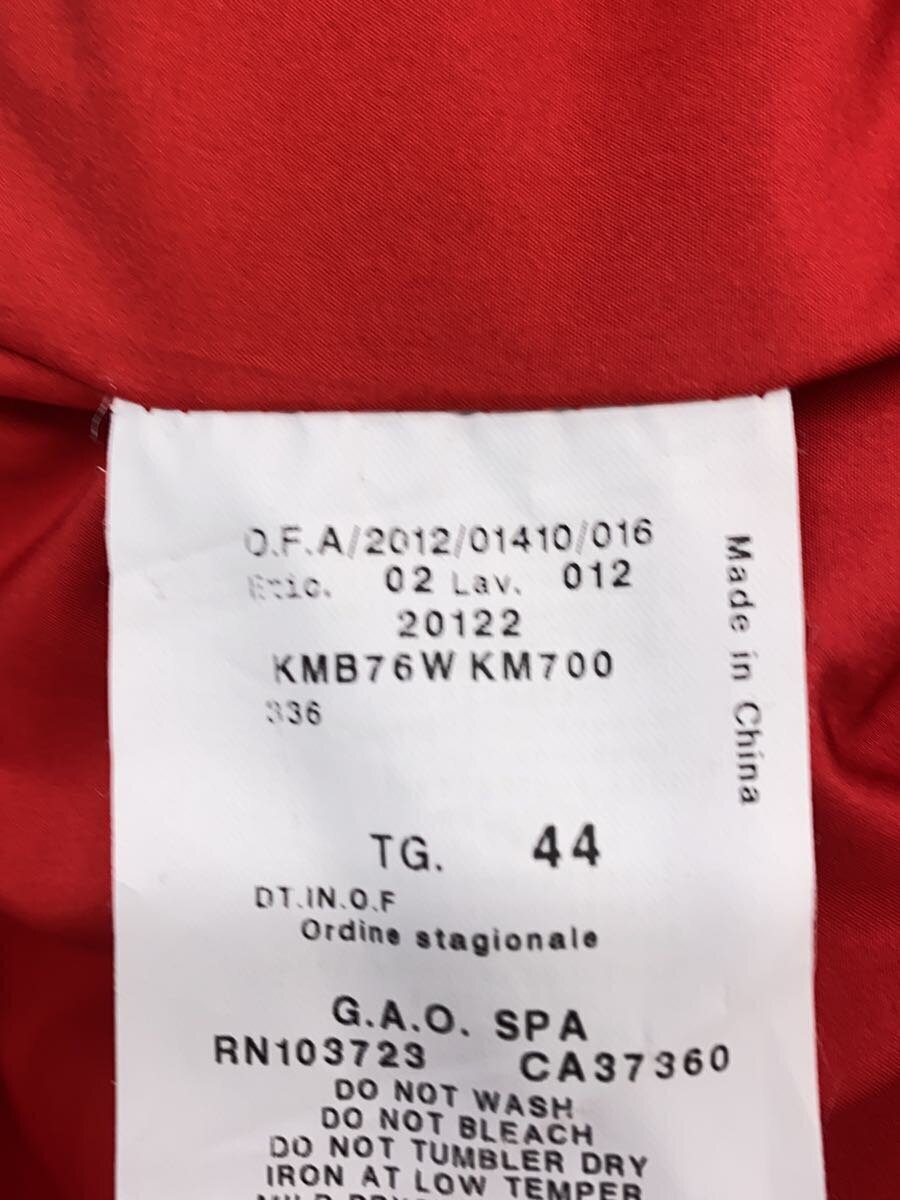 O.F.A/2012/01410/016
Etic. 02 Lav. 012
20122
KMB76W KM700
336
Made in China
TG. 44
DT.IN.O.F
Ordine stagionale
G.A.O. SPA
RN103723 CA37360
DO NOT WASH
DO NOT BLEACH
DO NOT TUMBLER DRY
IRON AT LOW TEMPER